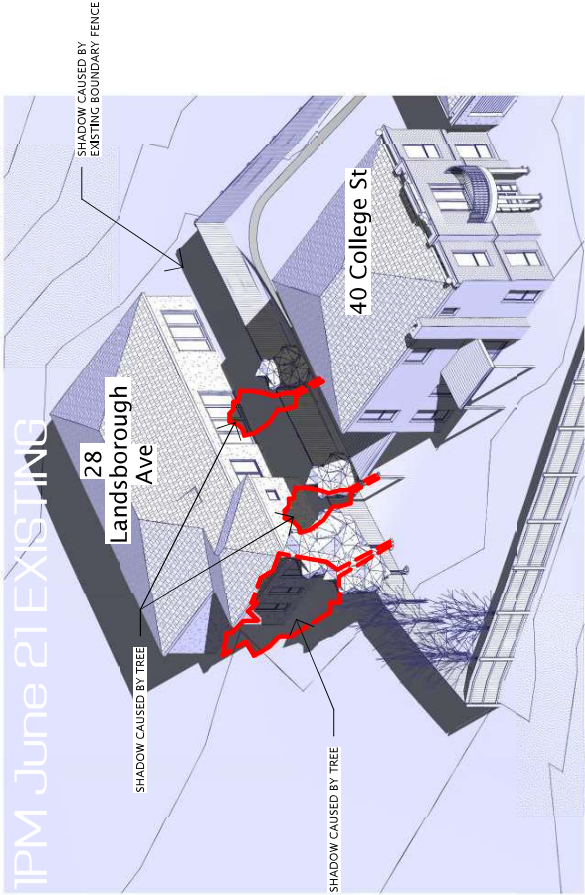 1PM June 21 EXISTING
SHADOW CAUSED BY
EXISTING BOUNDARY FENCE
28
Landsborough
Ave
40 College St
SHADOW CAUSED BY TREE
SHADOW CAUSED BY TREE